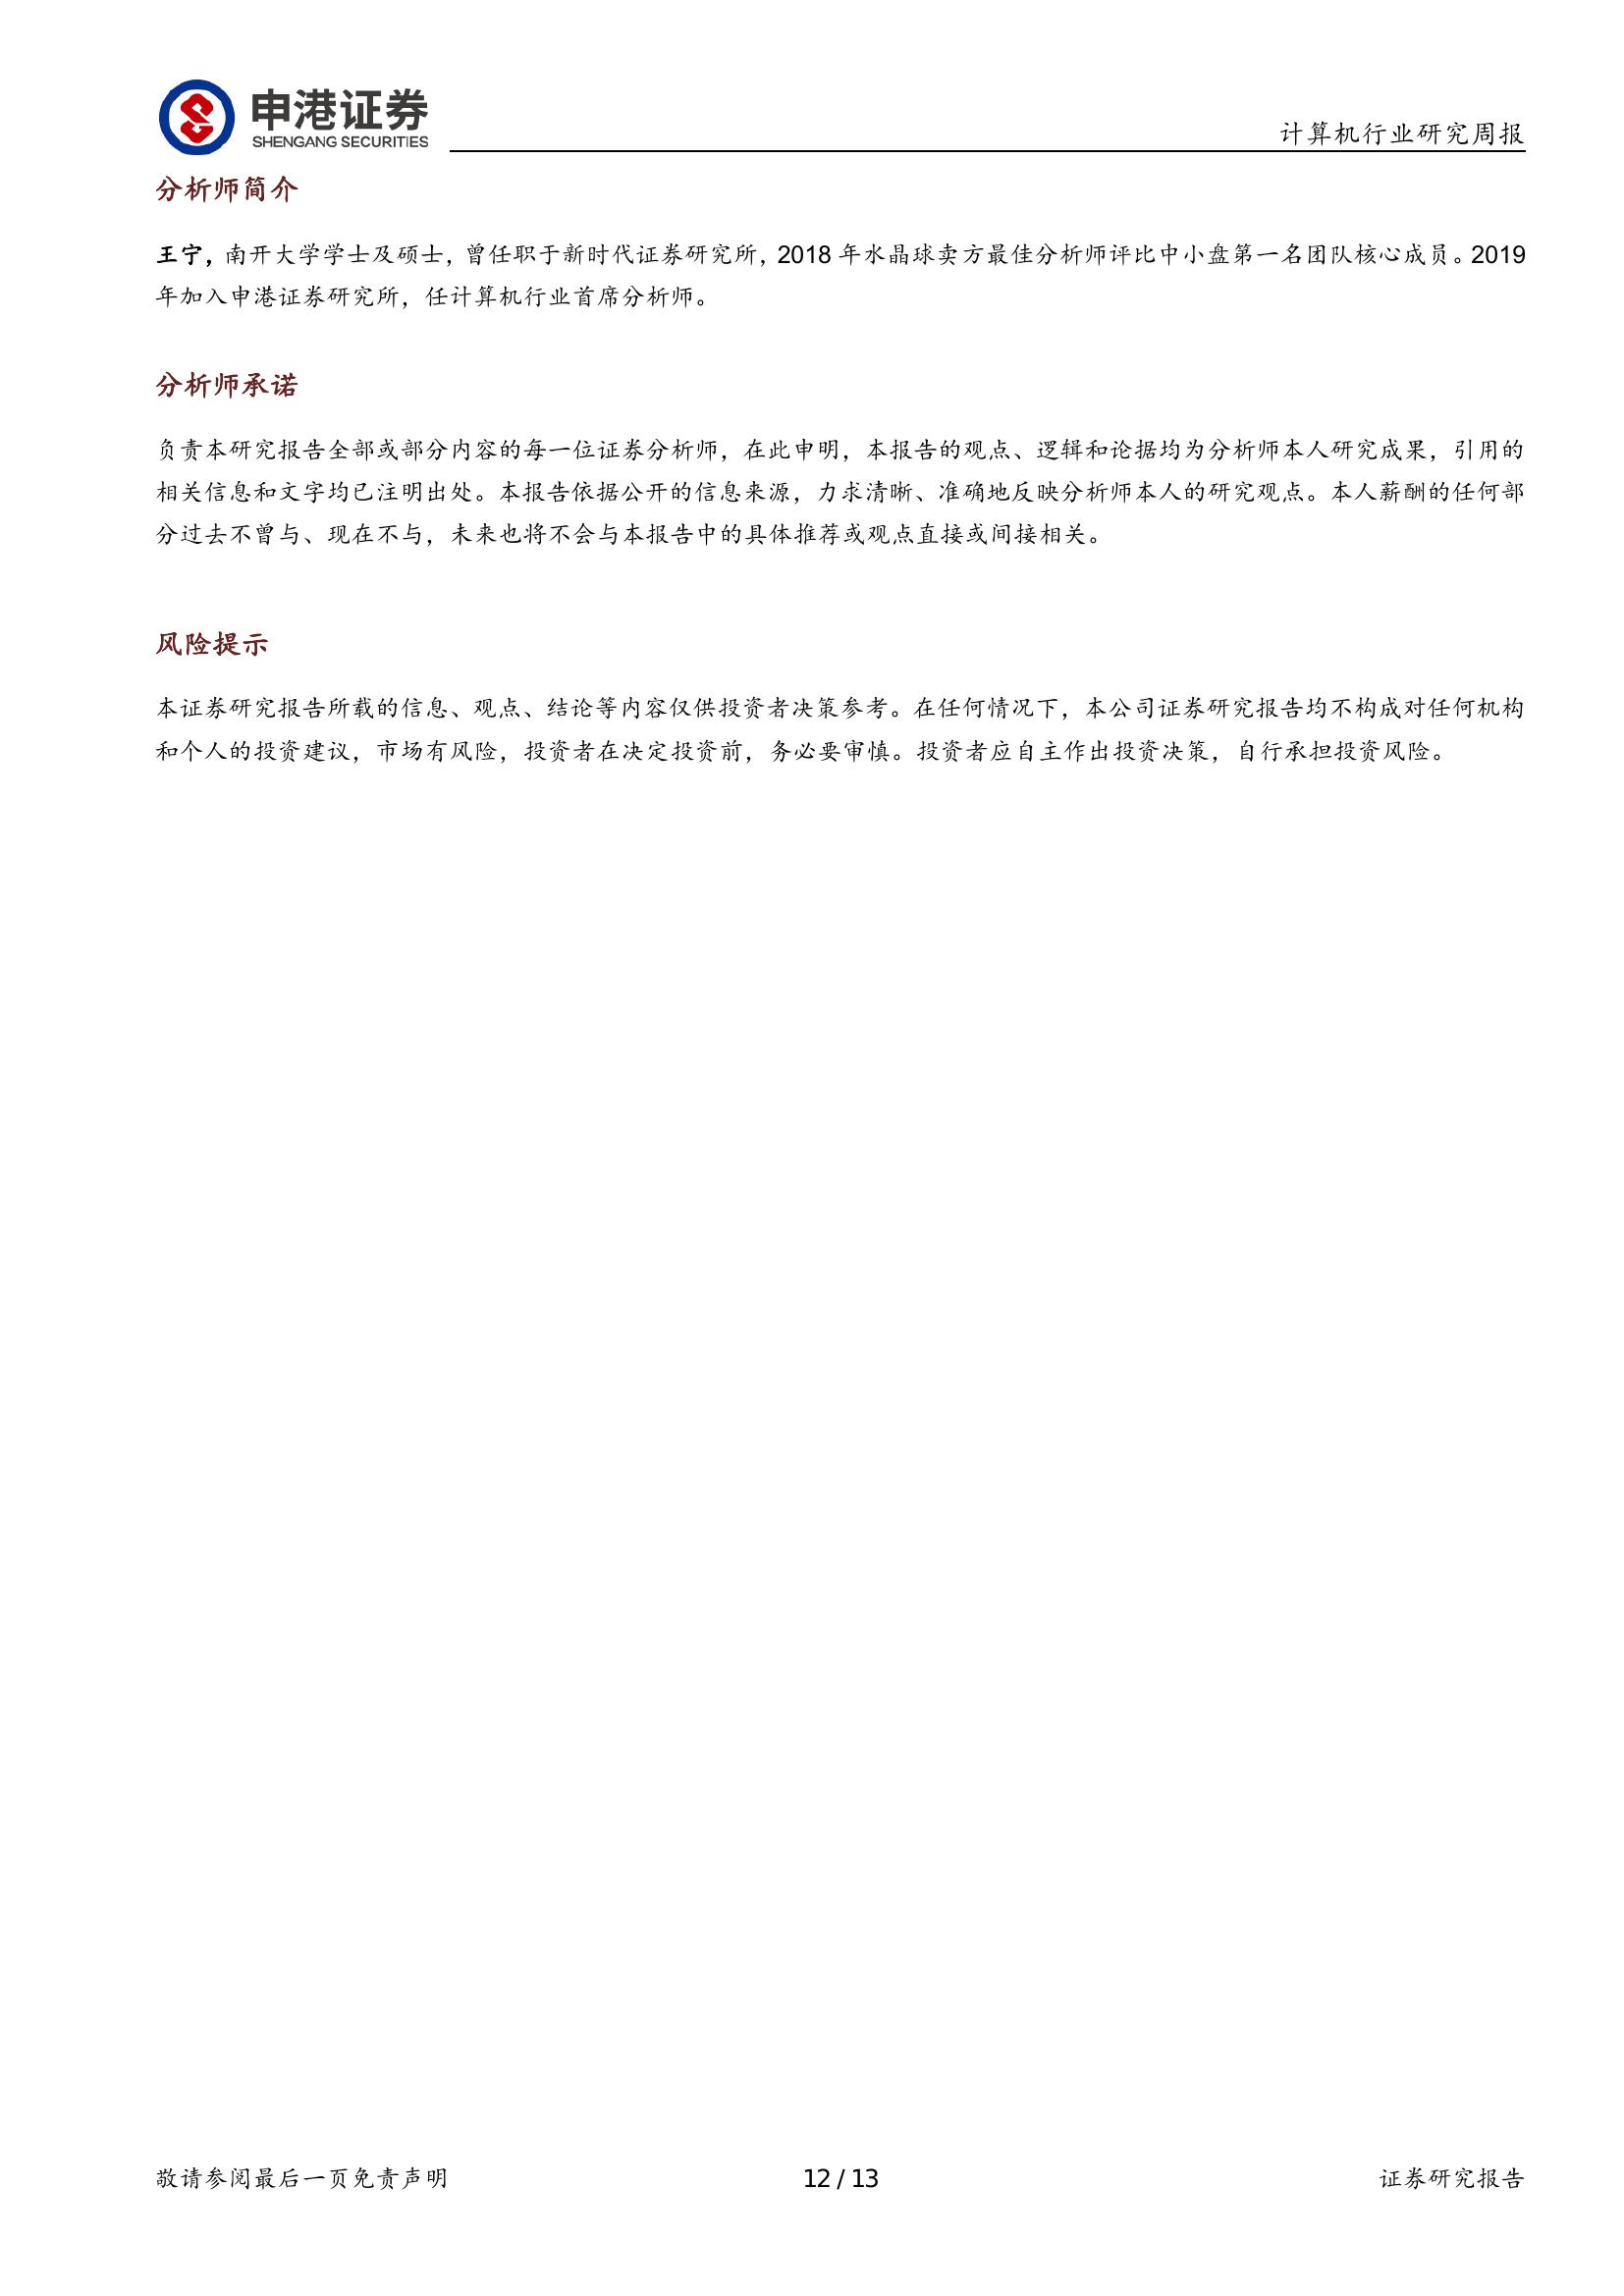 申港证券
SHENGANG SECURITIES
计算机行业研究周报
分析师简介
王宁，南开大学学士及硕士，曾任职于新时代证券研究所，2018 年水晶球卖方最佳分析师评比中小盘第一名团队核心成员。2019
年加入申港证券研究所，任计算机行业首席分析师。
分析师承诺
负责本研究报告全部或部分内容的每一位证券分析师，在此申明，本报告的观点、逻辑和论据均为分析师本人研究成果，引用的
相关信息和文字均已注明出处。本报告依据公开的信息来源，力求清晰、准确地反映分析师本人的研究观点。本人薪酬的任何部
分过去不曾与、现在不与，未来也将不会与本报告中的具体推荐或观点直接或间接相关。
风险提示
本证券研究报告所载的信息、观点、结论等内容仅供投资者决策参考。在任何情况下，本公司证券研究报告均不构成对任何机构
和个人的投资建议，市场有风险，投资者在决定投资前，务必要审慎。投资者应自主作出投资决策，自行承担投资风险。
敬请参阅最后一页免责声明
12 / 13
证券研究报告